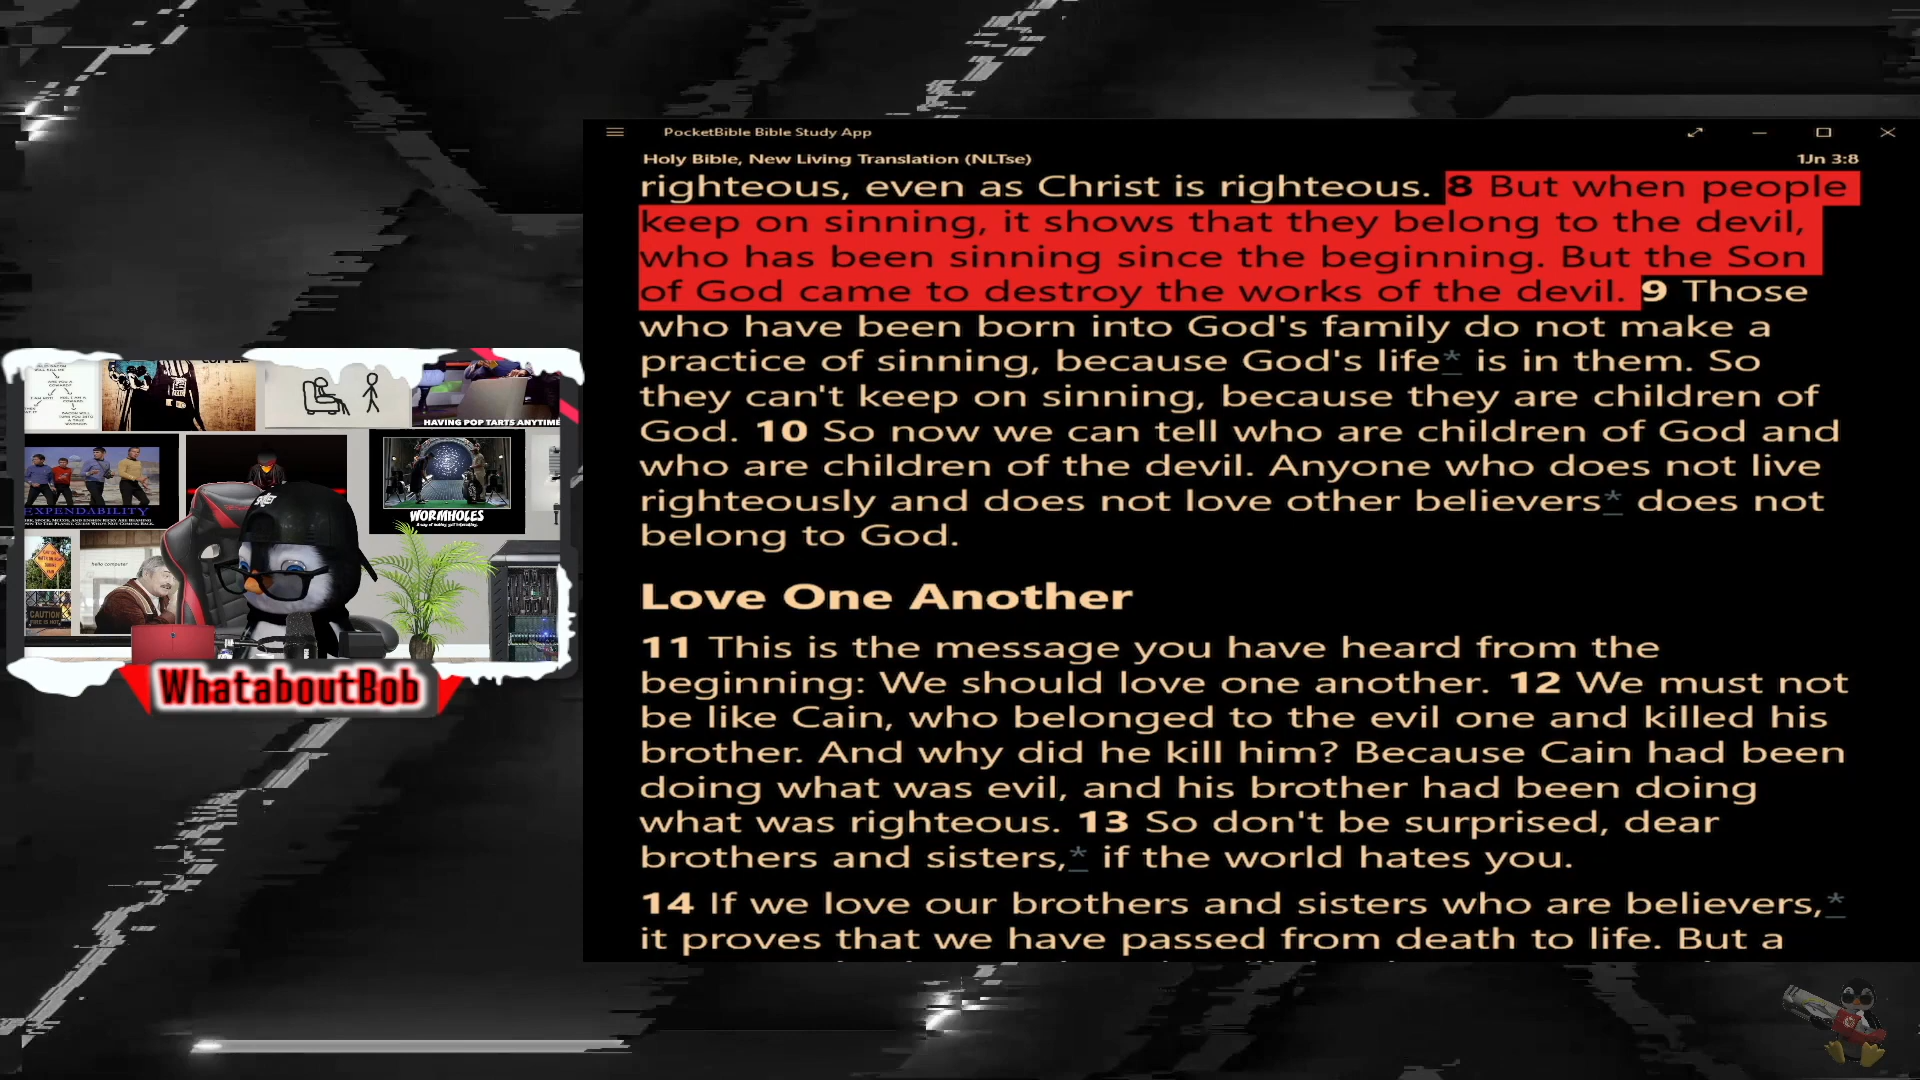 PocketBible Bible Study App
Holy Bible, New Living Translation (NLTse)
1Jn 3:8
righteous, even as Christ is righteous. 8 But when people
keep on sinning, it shows that they belong to the devil,
who has been sinning since the beginning. But the Son
of God came to destroy the works of the devil. 9 Those
who have been born into God's family do not make a
practice of sinning, because God's life* is in them. So
they can't keep on sinning, because they are children of
God. 10 So now we can tell who are children of God and
who are children of the devil. Anyone who does not live
righteously and does not love other believers* does not
belong to God.
Love One Another
11 This is the message you have heard from the
beginning: We should love one another. 12 We must not
be like Cain, who belonged to the evil one and killed his
brother. And why did he kill him? Because Cain had been
doing what was evil, and his brother had been doing
what was righteous. 13 So don't be surprised, dear
brothers and sisters,* if the world hates you.
14 If we love our brothers and sisters who are believers,*
it proves that we have passed from death to life. But a
HAVING POP TARTS ANYTIME
EXPENDABILITY
WORMHOLES
hello computer
CAUTION
WhataboutBob